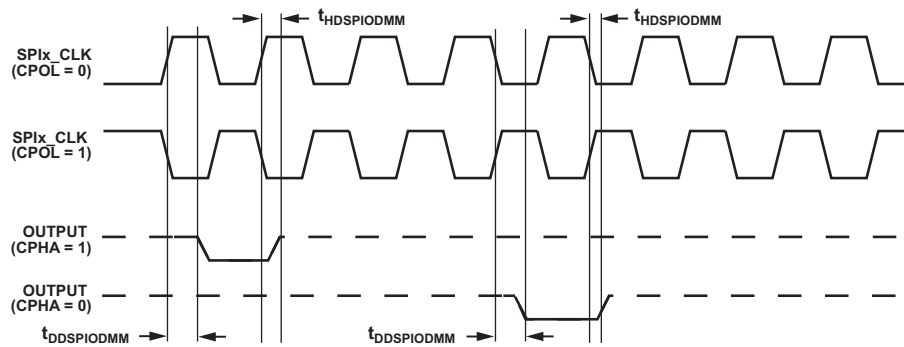 tHDSPIODMM
tHDSPIODMM
SPIx_CLK
(CPOL = 0)
SPIx_CLK
(CPOL = 1)
OUTPUT
(CPHA = 1)
OUTPUT
(CPHA = 0)
tDDSPIODMM
tDDSPIODMM